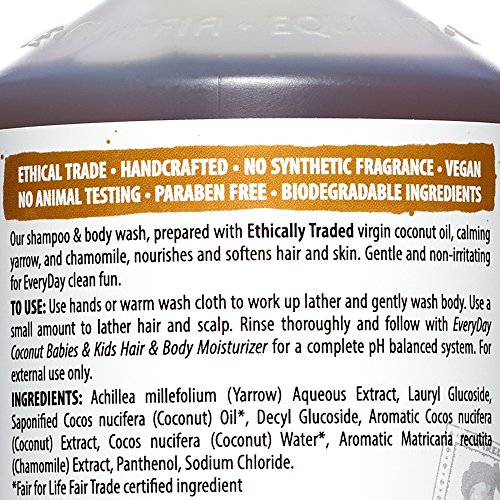 ETHICAL TRADE • HANDCRAFTED • NO SYNTHETIC FRAGRANCE • VEGAN
NO ANIMAL TESTING • PARABEN FREE • BIODEGRADABLE INGREDIENTS
Our shampoo & body wash, prepared with Ethically Traded virgin coconut oil, calming
yarrow, and chamomile, nourishes and softens hair and skin. Gentle and non-irritating
for EveryDay clean fun.
TO USE: Use hands or warm wash cloth to work up lather and gently wash body. Use a
small amount to lather hair and scalp. Rinse thoroughly and follow with EveryDay
Coconut Babies & Kids Hair & Body Moisturizer for a complete pH balanced system. For
external use only.
INGREDIENTS: Achillea millefolium (Yarrow) Aqueous Extract, Lauryl Glucoside,
Saponified Cocos nucifera (Coconut) Oil*, Decyl Glucoside, Aromatic Cocos nucifera
(Coconut) Extract, Cocos nucifera (Coconut) Water*, Aromatic Matricaria recutita
(Chamomile) Extract, Panthenol, Sodium Chloride.
*Fair for Life Fair Trade certified ingredient